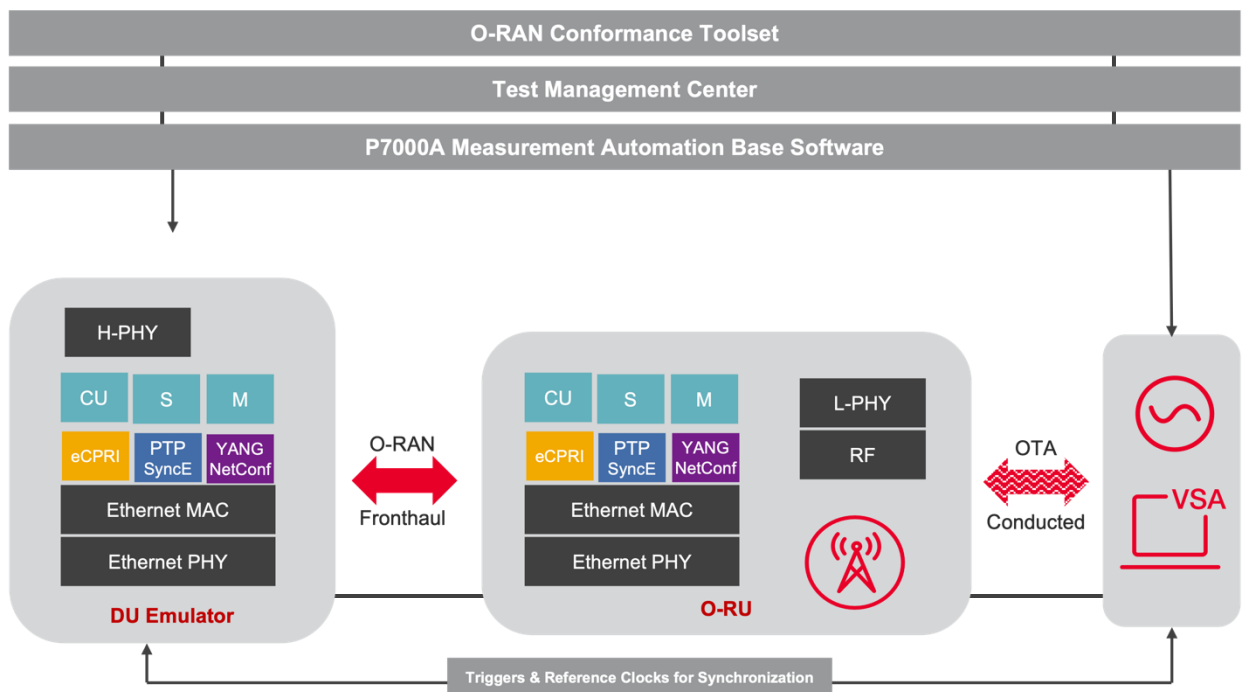 O-RAN Conformance Toolset
Test Management Center
P7000A Measurement Automation Base Software
H-PHY
CU
S
M
eCPRI
PTP
SyncE
YANG
NetConf
Ethernet MAC
Ethernet PHY
DU Emulator
O-RAN
Fronthaul
CU
S
M
eCPRI
PTP
SyncE
YANG
NetConf
Ethernet MAC
Ethernet PHY
L-PHY
RF
O-RU
OTA
Conducted
VSA
Triggers & Reference Clocks for Synchronization